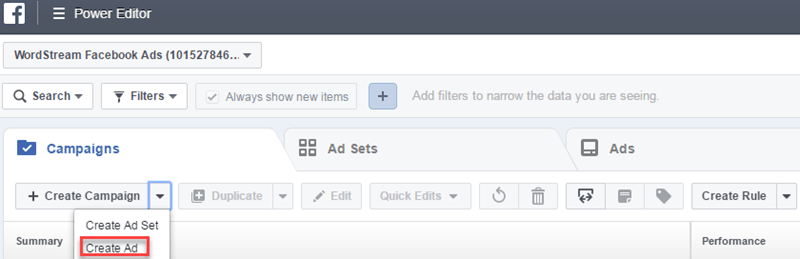 f Power Editor
WordStream Facebook Ads (101527846...
Search Filters Always show new items + Add filters to narrow the data you are seeing.
Campaigns Ad Sets Ads
+ Create Campaign Duplicate Edit Quick Edits Create Rule
Create Ad Set
Summary Create Ad Performance